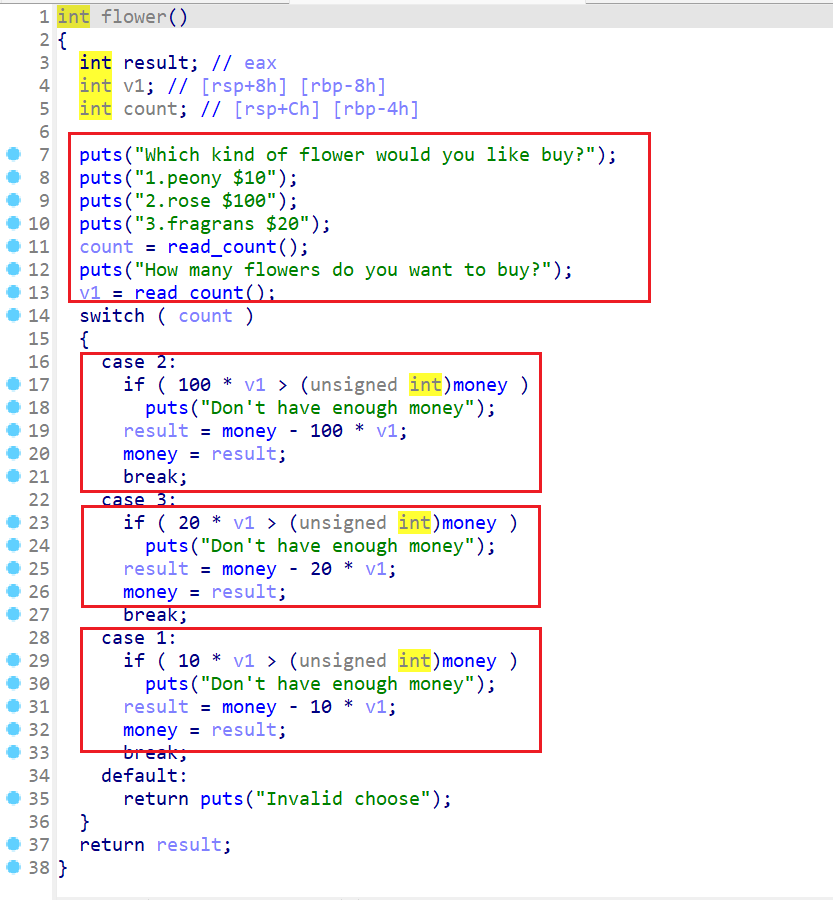 1 int flower()
2 {
3 int result; // eax
4 int v1; // [rsp+8h] [rbp-8h]
5 int count; // [rsp+Ch] [rbp-4h]
6
7 puts("Which kind of flower would you like buy?");
8 puts("1.peony $10");
9 puts("2.rose $100");
10 puts("3.fragrans $20");
11 count = read_count();
12 puts("How many flowers do you want to buy?");
13 v1 = read_count();
14 switch ( count )
15 {
16 case 2:
17 if ( 100 * v1 > (unsigned int)money )
18 puts("Don't have enough money");
19 result = money - 100 * v1;
20 money = result;
21 break;
22 case 3:
23 if ( 20 * v1 > (unsigned int)money )
24 puts("Don't have enough money");
25 result = money - 20 * v1;
26 money = result;
27 break;
28 case 1:
29 if ( 10 * v1 > (unsigned int)money )
30 puts("Don't have enough money");
31 result = money - 10 * v1;
32 money = result;
33 break;
34 default:
35 return puts("Invalid choose");
36 }
37 return result;
38 }